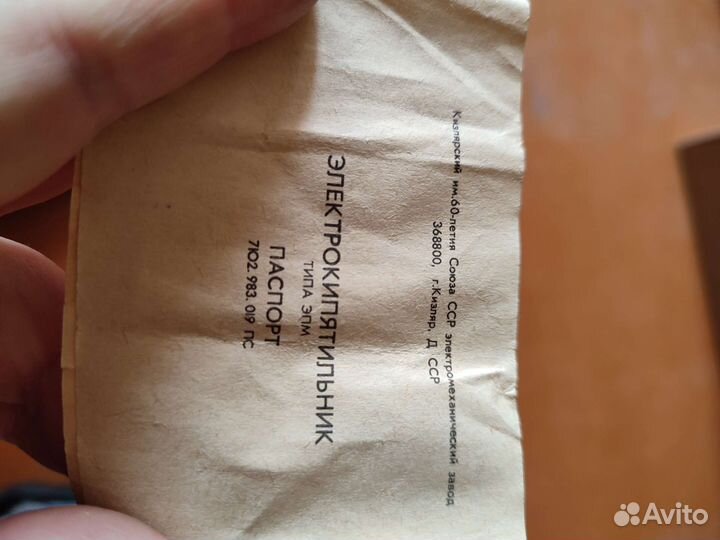 Кизлярский им.60-летия Союза ССР электромеханический завод
368800, г.Кизляр, Д ССР
ЭЛЕКТРОКИПЯТИЛЬНИК
ТИПА ЭПМ
ПАСПОРТ
7Ю2.983.019 ПС
Avito